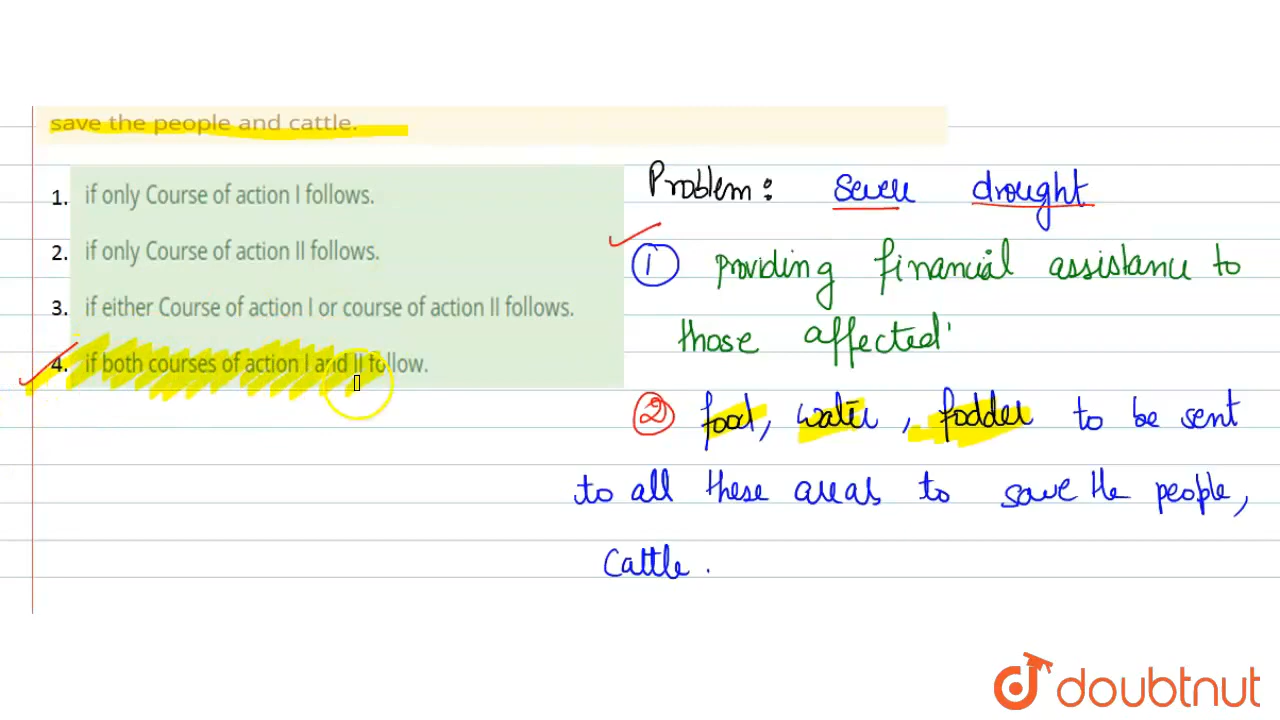 save the people and cattle.
1. if only Course of action I follows.
2. if only Course of action II follows.
3. if either Course of action I or course of action II follows.
4. if both courses of action I and II follow.
Problem: severe drought
① providing financial assistance to
those affected'
② food, water, fodder to be sent
to all these areas to save the people,
Cattle.
doubtnut